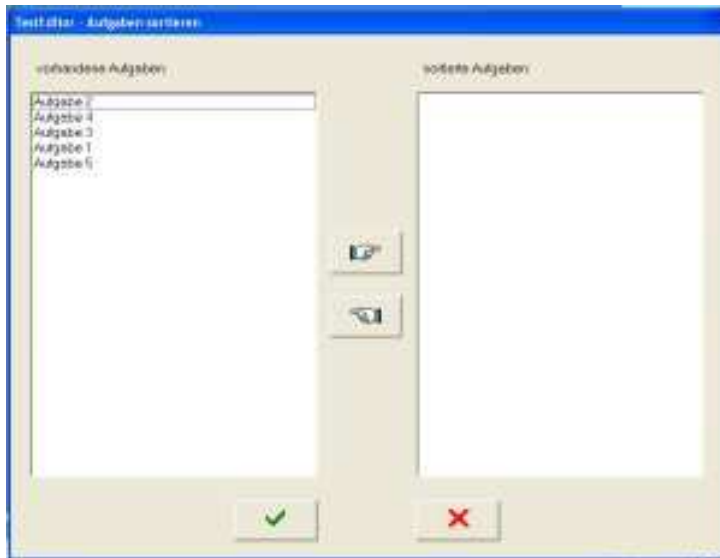 TestEditor - Aufgaben sortieren
vorhandene Aufgaben:
sortierte Aufgaben:
Aufgabe 2
Aufgabe 4
Aufgabe 3
Aufgabe 1
Aufgabe 5